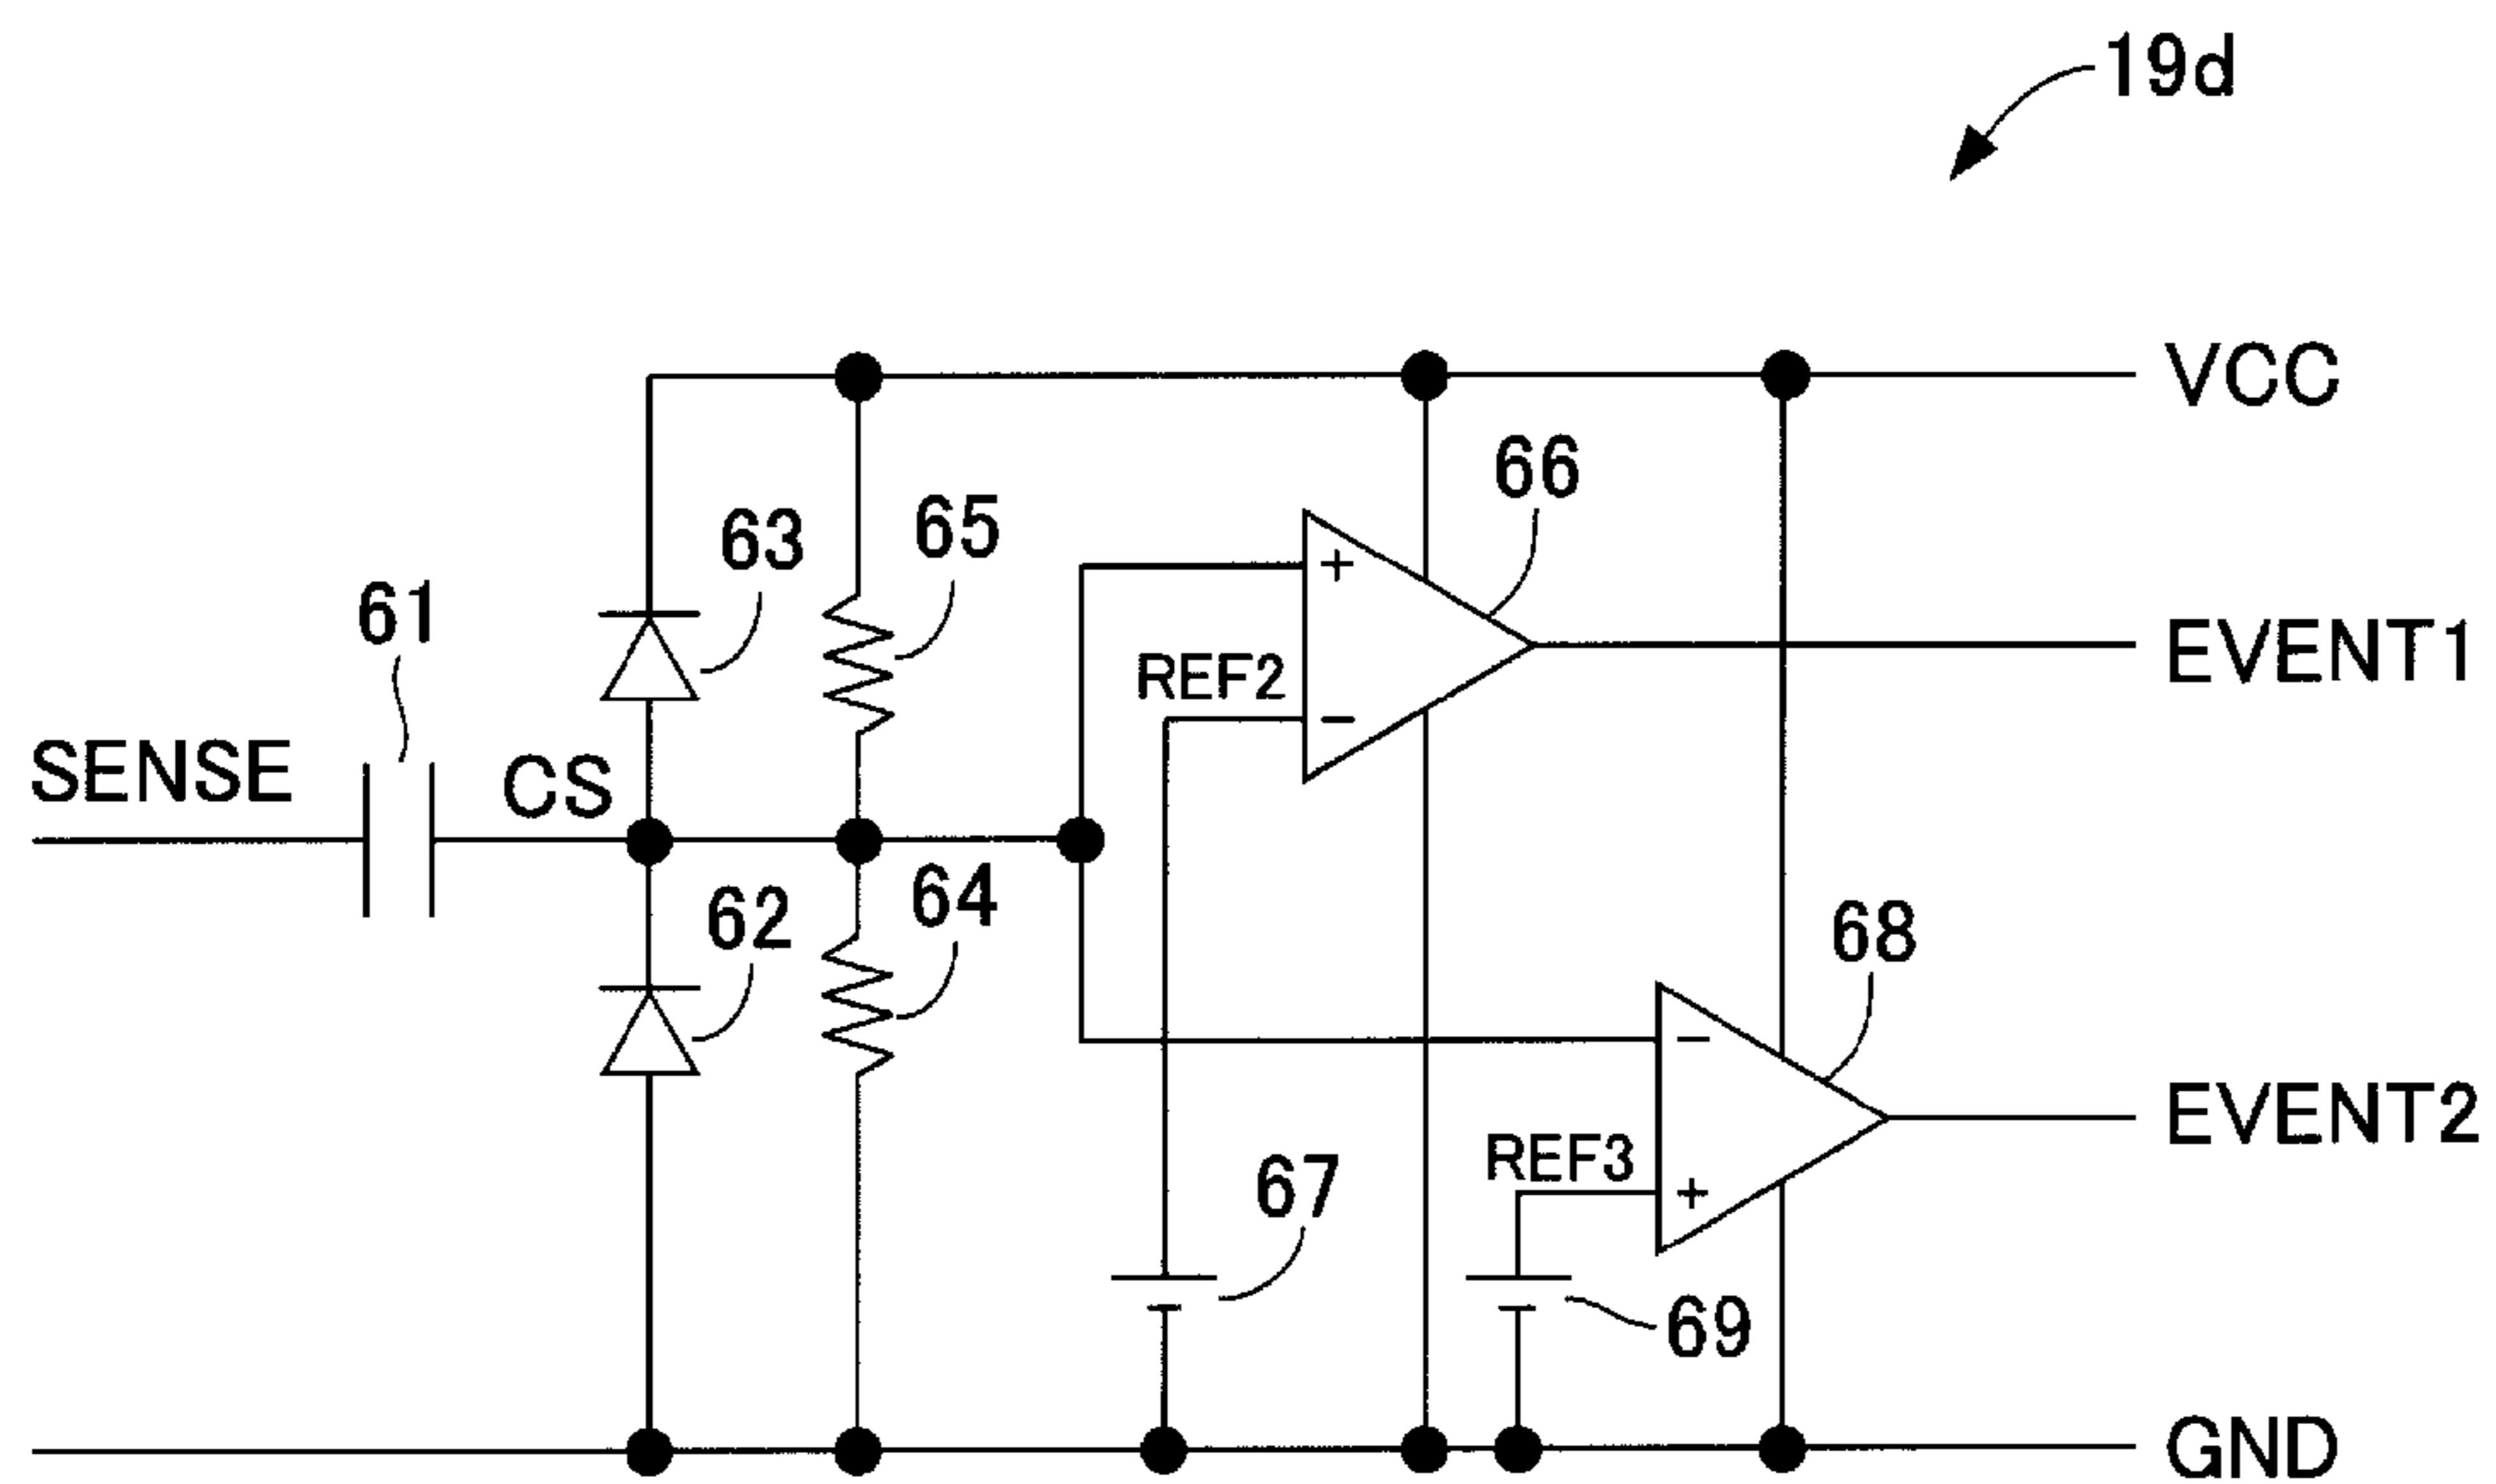 19d
VCC
66
65
63
61
EVENT1
REF2
+
−
SENSE
CS
64
62
68
−
EVENT2
REF3
67
+
69
GND